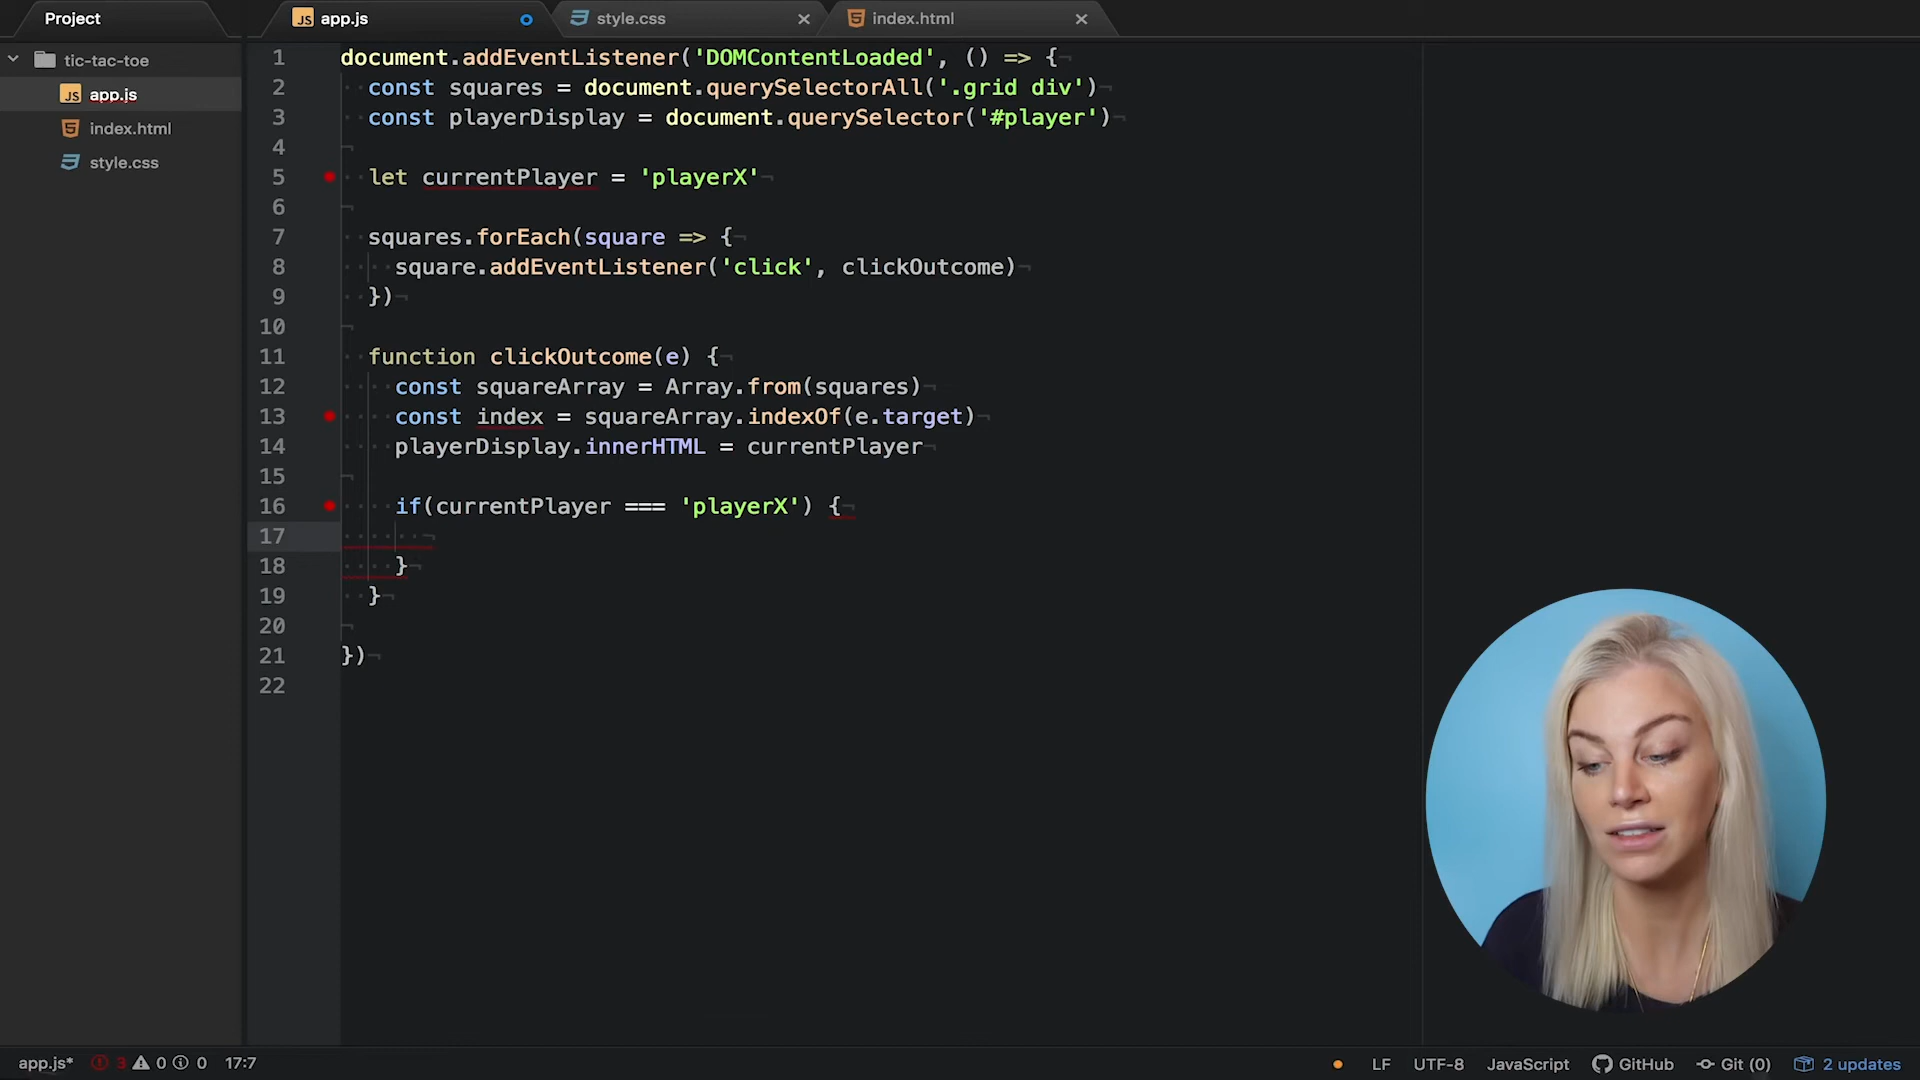 Project
app.js
style.css
index.html
tic-tac-toe
app.js
index.html
style.css
1 document.addEventListener('DOMContentLoaded', () => {
2 const squares = document.querySelectorAll('.grid div')
3 const playerDisplay = document.querySelector('#player')
4
5 let currentPlayer = 'playerX'
6
7 squares.forEach(square => {
8 square.addEventListener('click', clickOutcome)
9 })
10
11 function clickOutcome(e) {
12 const squareArray = Array.from(squares)
13 const index = squareArray.indexOf(e.target)
14 playerDisplay.innerHTML = currentPlayer
15
16 if(currentPlayer === 'playerX') {
17
18 }
19 }
20
21 })
22
app.js* 3 0 0 17:7
LF UTF-8 JavaScript GitHub Git (0) 2 updates